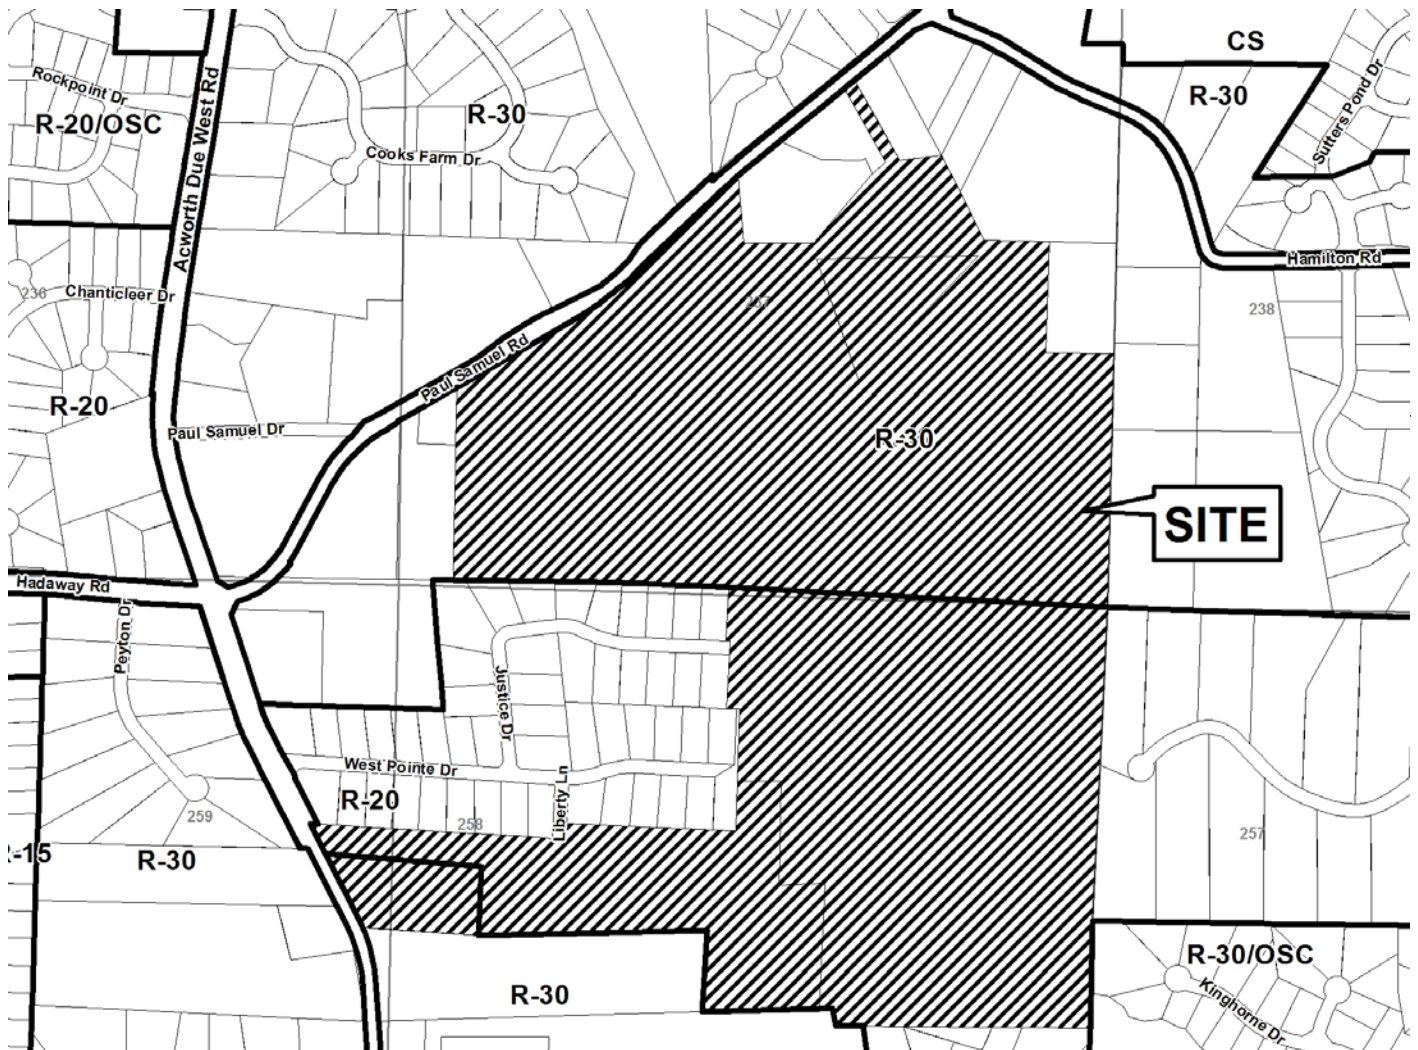 CS
Rockpoint Dr
R-30
R-30
R-20/OSC
Sutters Pond Dr
Acworth Due West Rd
Cooks Farm Dr
Hamilton Rd
236
Chanticleer Dr
267
238
Paul Samuel Rd
R-20
Paul Samuel Dr
R-30
SITE
Hadaway Rd
Peyton Dr
Justice Dr
West Pointe Dr
Liberty Ln
R-20
259
258
257
-15
R-30
R-30/OSC
R-30
Kinghorne Dr